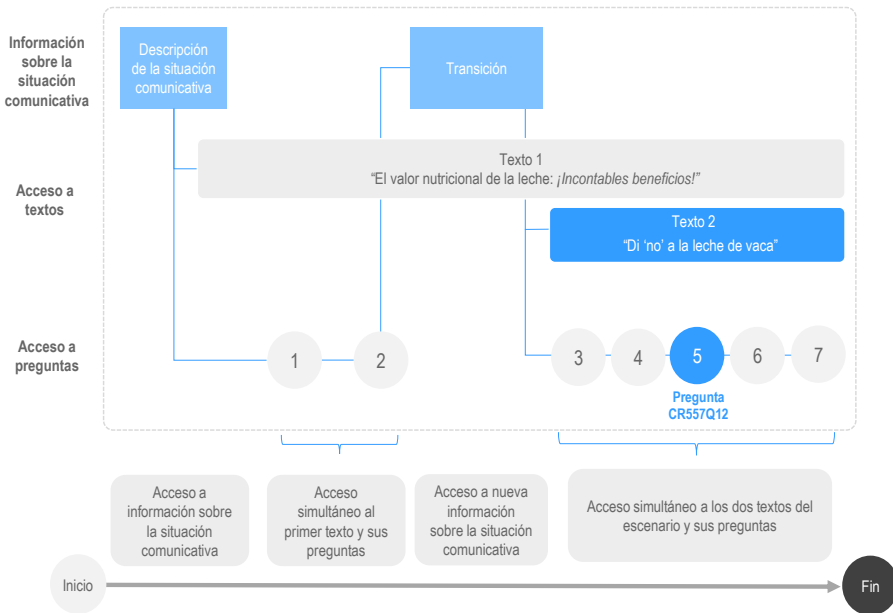 Información
sobre la
situación
comunicativa
Descripción
de la situación
comunicativa
Transición
Acceso a
textos
Texto 1
“El valor nutricional de la leche: ¡Incontables beneficios!”
Texto 2
“Di ‘no’ a la leche de vaca”
Acceso a
preguntas
1
2
3
4
5
6
7
Pregunta
CR557Q12
Acceso a
información sobre
la situación
comunicativa
Acceso
simultáneo al
primer texto y sus
preguntas
Acceso a nueva
información
sobre la situación
comunicativa
Acceso simultáneo a los dos textos del
escenario y sus preguntas
Inicio
Fin